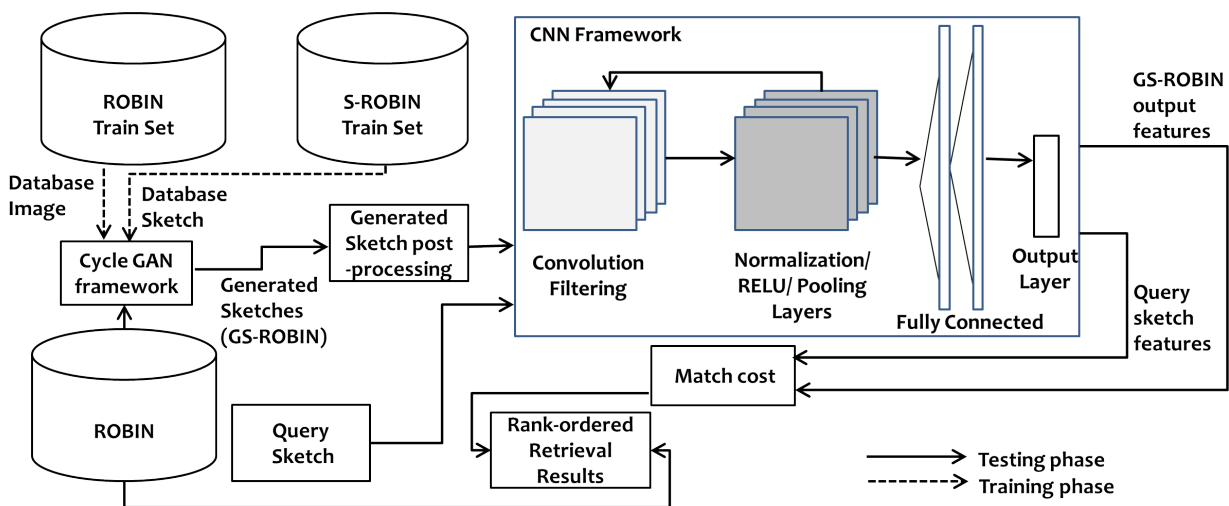 ROBIN
Train Set
S-ROBIN
Train Set
Database
Image
Database
Sketch
Cycle GAN
framework
Generated
Sketches
(GS-ROBIN)
Generated
Sketch post
-processing
ROBIN
Query
Sketch
CNN Framework
Convolution
Filtering
Normalization/
RELU/ Pooling
Layers
Fully Connected
Output
Layer
GS-ROBIN
output
features
Query
sketch
features
Match cost
Rank-ordered
Retrieval
Results
Testing phase
Training phase